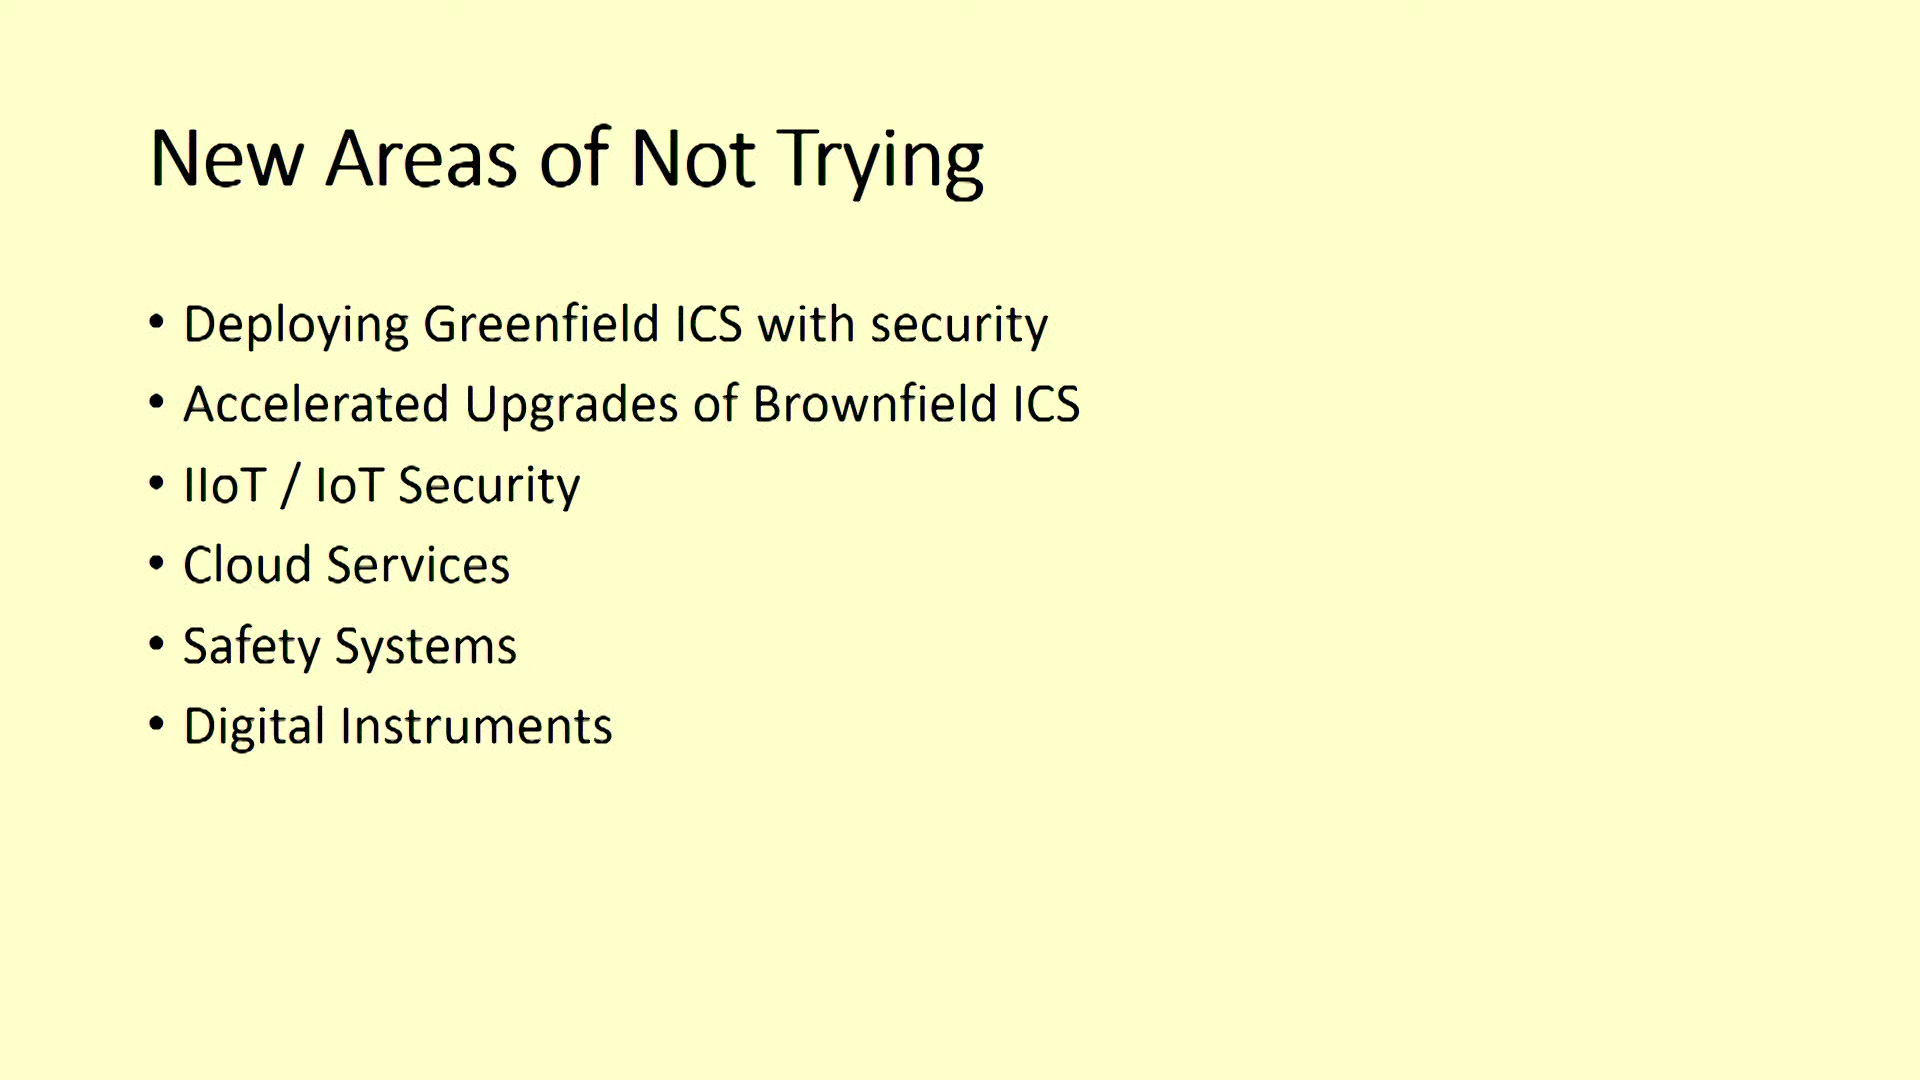 New Areas of Not Trying
• Deploying Greenfield ICS with security
• Accelerated Upgrades of Brownfield ICS
• IIoT / IoT Security
• Cloud Services
• Safety Systems
• Digital Instruments